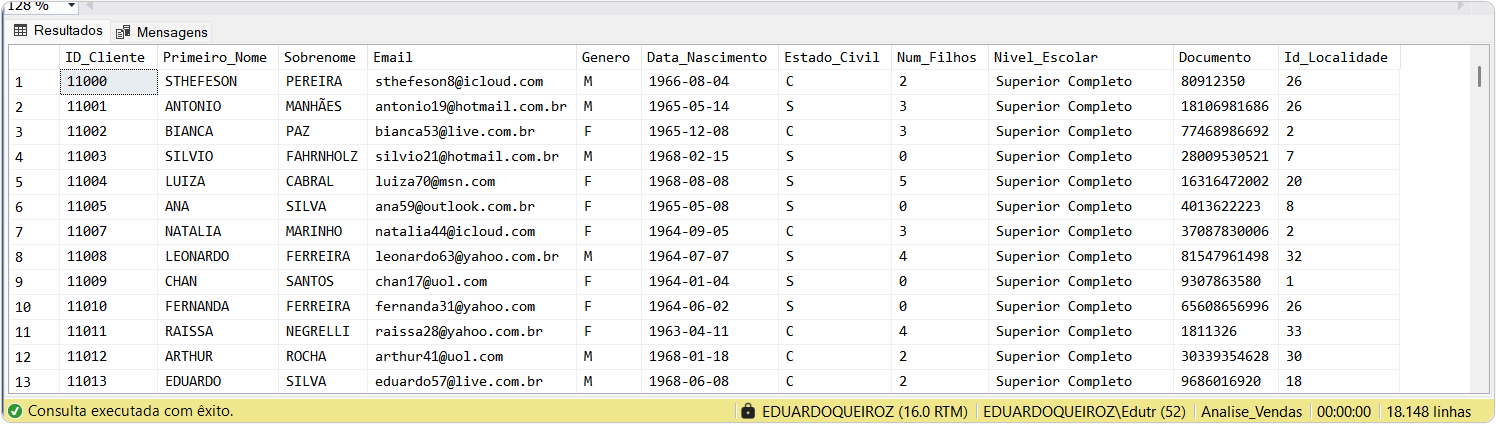 128 %
Resultados Mensagens
ID_Cliente Primeiro_Nome Sobrenome Email Genero Data_Nascimento Estado_Civil Num_Filhos Nivel_Escolar Documento Id_Localidade
1 11000 STHEFESON PEREIRA sthefeson8@icloud.com M 1966-08-04 C 2 Superior Completo 80912350 26
2 11001 ANTONIO MANHÃES antonio19@hotmail.com.br M 1965-05-14 S 3 Superior Completo 18106981686 26
3 11002 BIANCA PAZ bianca53@live.com.br F 1965-12-08 C 3 Superior Completo 77468986692 2
4 11003 SILVIO FAHRNHOLZ silvio21@hotmail.com.br M 1968-02-15 S 0 Superior Completo 28009530521 7
5 11004 LUIZA CABRAL luiza70@msn.com F 1968-08-08 S 5 Superior Completo 16316472002 20
6 11005 ANA SILVA ana59@outlook.com.br F 1965-05-08 S 0 Superior Completo 4013622223 8
7 11007 NATALIA MARINHO natalia44@icloud.com F 1964-09-05 C 3 Superior Completo 37087830006 2
8 11008 LEONARDO FERREIRA leonardo63@yahoo.com.br M 1964-07-07 S 4 Superior Completo 81547961498 32
9 11009 CHAN SANTOS chan17@uol.com F 1964-01-04 S 0 Superior Completo 9307863580 1
10 11010 FERNANDA FERREIRA fernanda31@yahoo.com F 1964-06-02 S 0 Superior Completo 65608656996 26
11 11011 RAISSA NEGRELLI raissa28@yahoo.com.br F 1963-04-11 C 4 Superior Completo 1811326 33
12 11012 ARTHUR ROCHA arthur41@uol.com M 1968-01-18 C 2 Superior Completo 30339354628 30
13 11013 EDUARDO SILVA eduardo57@live.com.br M 1968-06-08 C 2 Superior Completo 9686016920 18
Consulta executada com êxito. EDUARDOQUEIROZ (16.0 RTM) EDUARDOQUEIROZ\Edutr (52) Analise_Vendas 00:00:00 18.148 linhas